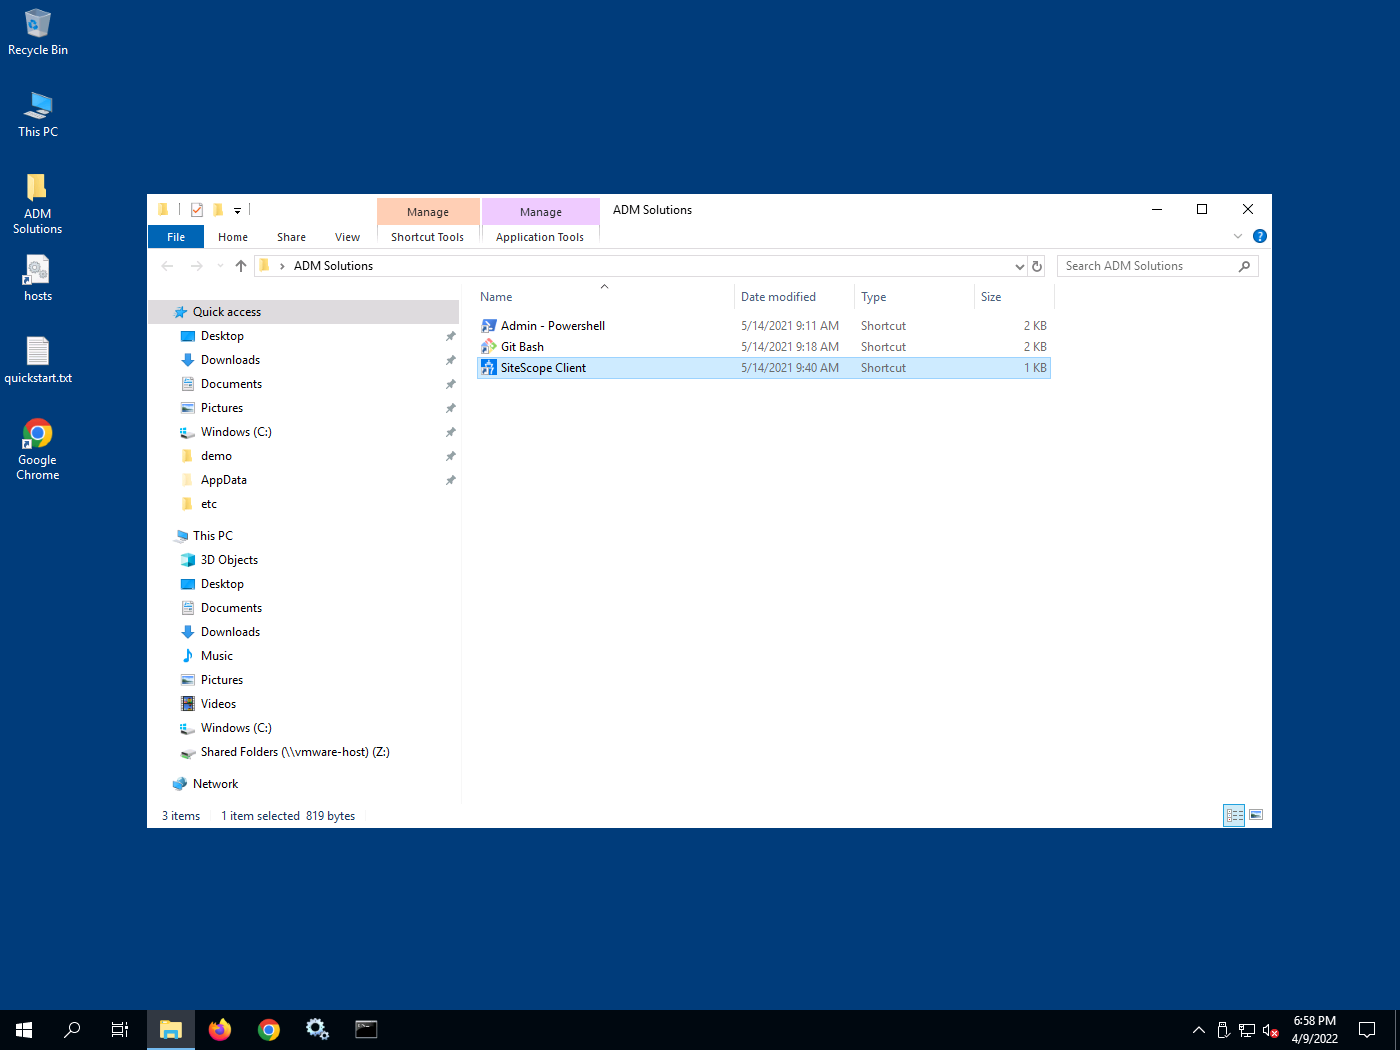 Recycle Bin
This PC
ADM
Solutions
hosts
quickstart.txt
Google
Chrome
Manage
Manage
ADM Solutions
File
Home
Share
View
Shortcut Tools
Application Tools
?
ADM Solutions
Search ADM Solutions
Quick access
Desktop
Downloads
Documents
Pictures
Windows (C:)
demo
AppData
etc
This PC
3D Objects
Desktop
Documents
Downloads
Music
Pictures
Videos
Windows (C:)
Shared Folders (\\vmware-host) (Z:)
Network
Name Date modified Type Size
Admin - Powershell 5/14/2021 9:11 AM Shortcut 2 KB
Git Bash 5/14/2021 9:18 AM Shortcut 2 KB
SiteScope Client 5/14/2021 9:40 AM Shortcut 1 KB
3 items 1 item selected 819 bytes
6:58 PM
4/9/2022